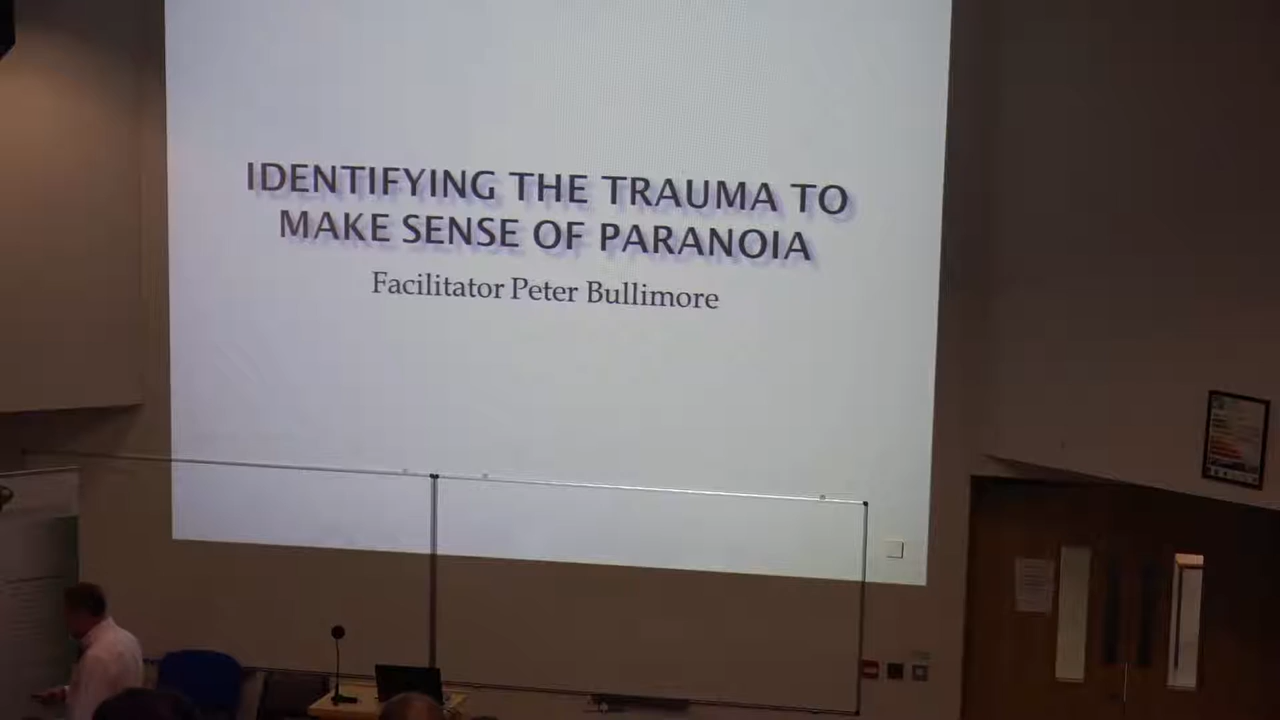 IDENTIFYING THE TRAUMA TO
MAKE SENSE OF PARANOIA
Facilitator Peter Bullimore